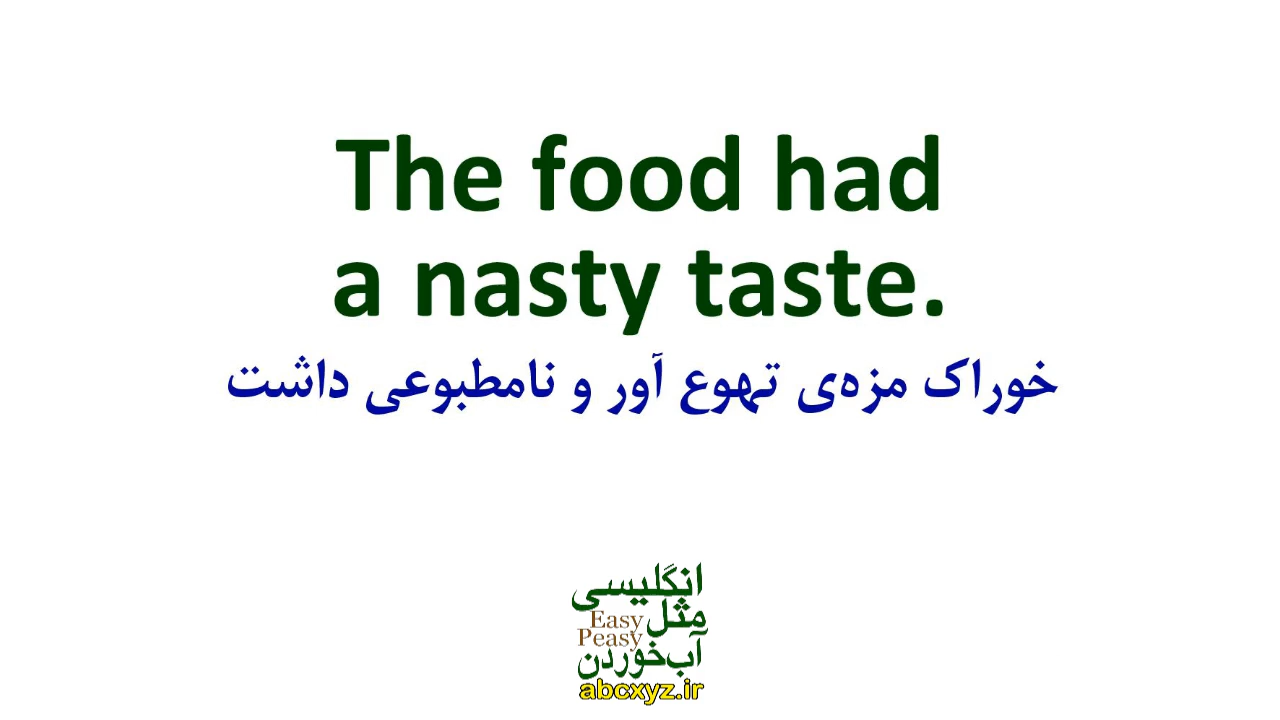 The food had
a nasty taste.
خوراک مزه‌ی تهوع آور و نامطبوعی داشت
انگلیسی
مثل
Easy
Peasy
آب‌خوردن
abcxyz.ir